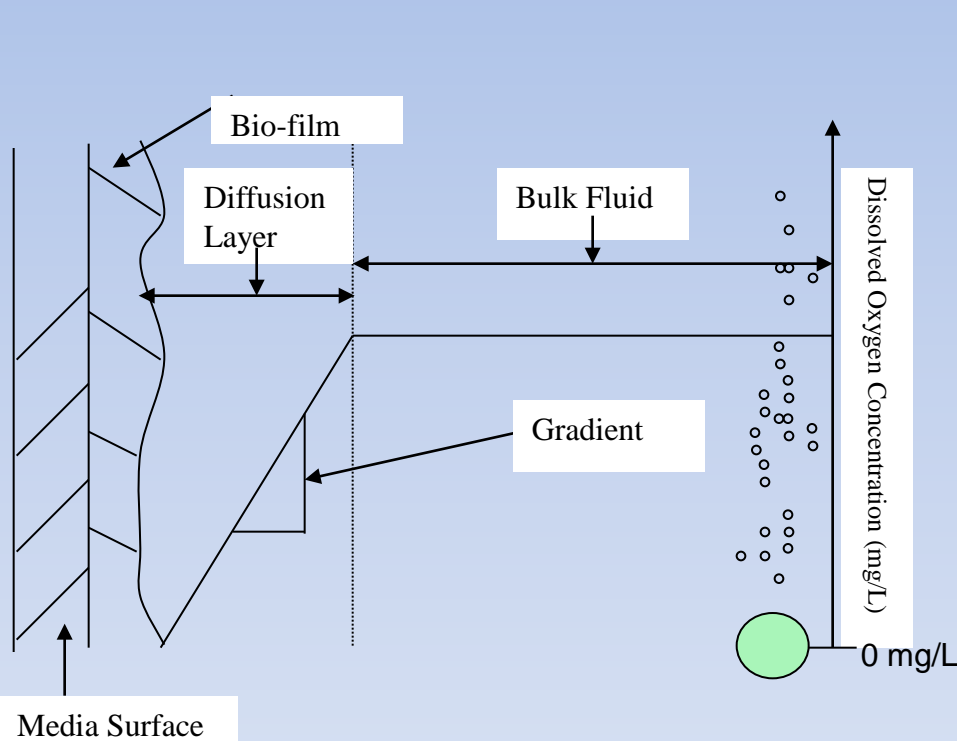 Bio-film
Diffusion
Layer
Bulk Fluid
Dissolved Oxygen Concentration (mg/L)
Gradient
0 mg/L
Media Surface